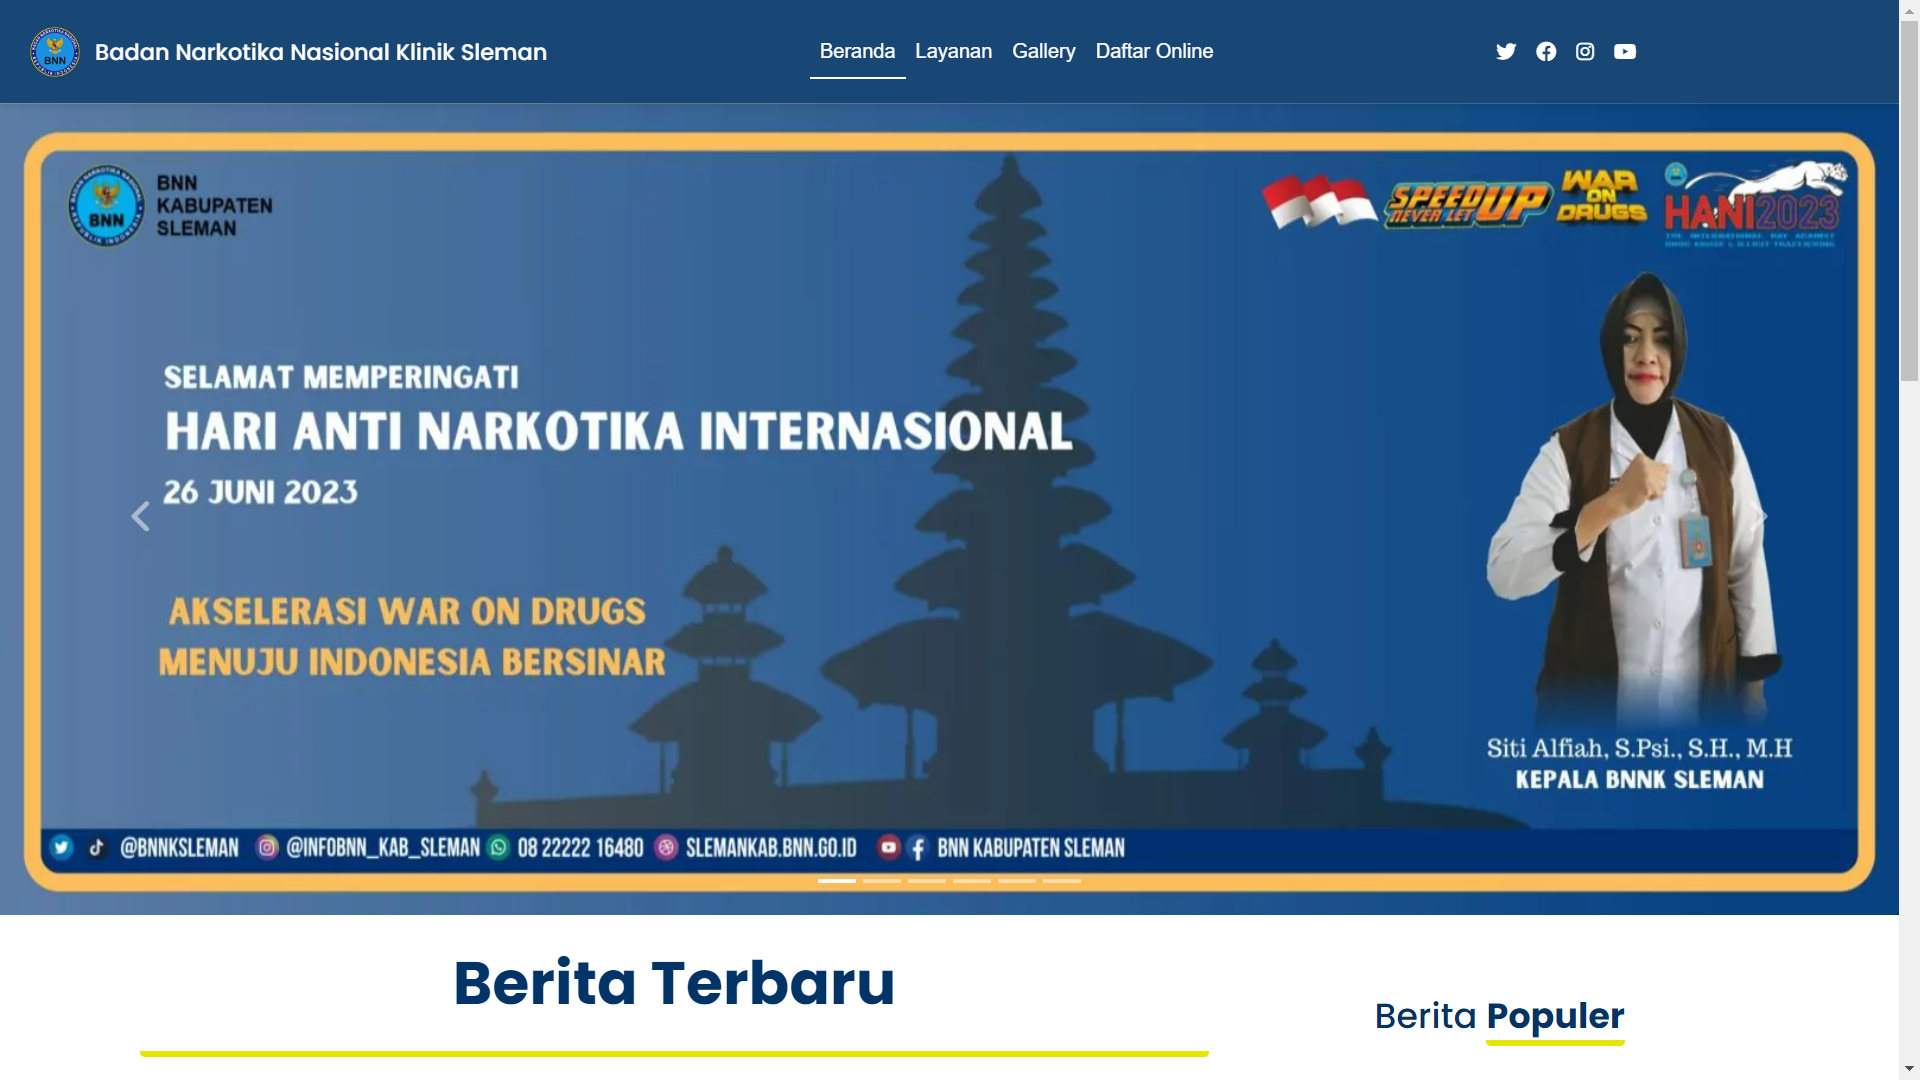 Badan Narkotika Nasional Klinik Sleman
Beranda Layanan Gallery Daftar Online
BNN
BNN
KABUPATEN
SLEMAN
SPEED UP
NEVER LET
WAR
ON
DRUGS
HANI 2023
THE INTERNATIONAL DAY AGAINST
DRUG ABUSE & ILLICIT TRAFFICKING
SELAMAT MEMPERINGATI
HARI ANTI NARKOTIKA INTERNASIONAL
26 JUNI 2023
AKSELERASI WAR ON DRUGS
MENUJU INDONESIA BERSINAR
Siti Alfiah, S.Psi., S.H., M.H
KEPALA BNNK SLEMAN
@BNNKSLEMAN @INFOBNN_KAB_SLEMAN 08 22222 16480 SLEMANKAB.BNN.GO.ID BNN KABUPATEN SLEMAN
Berita Terbaru
Berita Populer